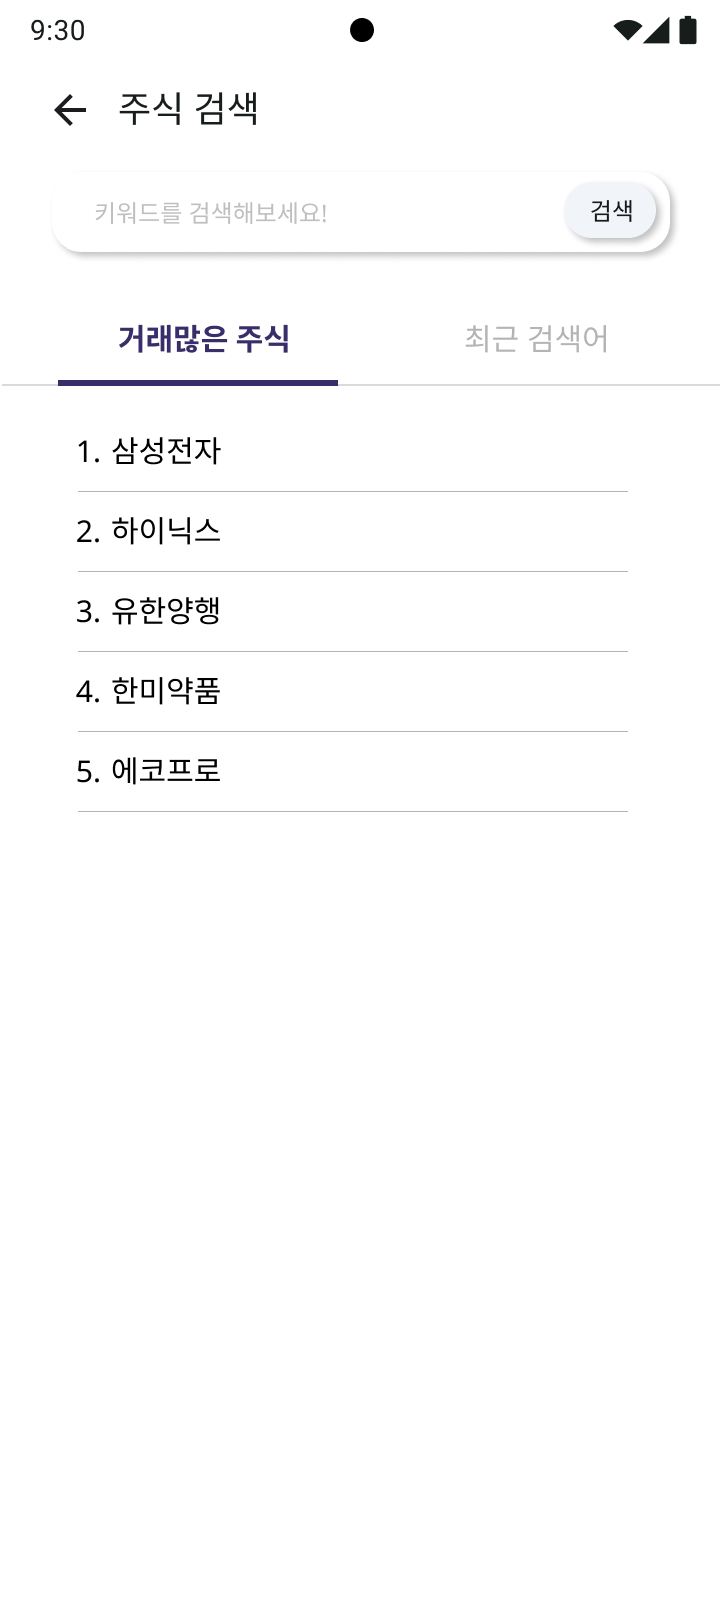 9:30
주식 검색
키워드를 검색해보세요!
검색
거래많은 주식
최근 검색어
1. 삼성전자
2. 하이닉스
3. 유한양행
4. 한미약품
5. 에코프로